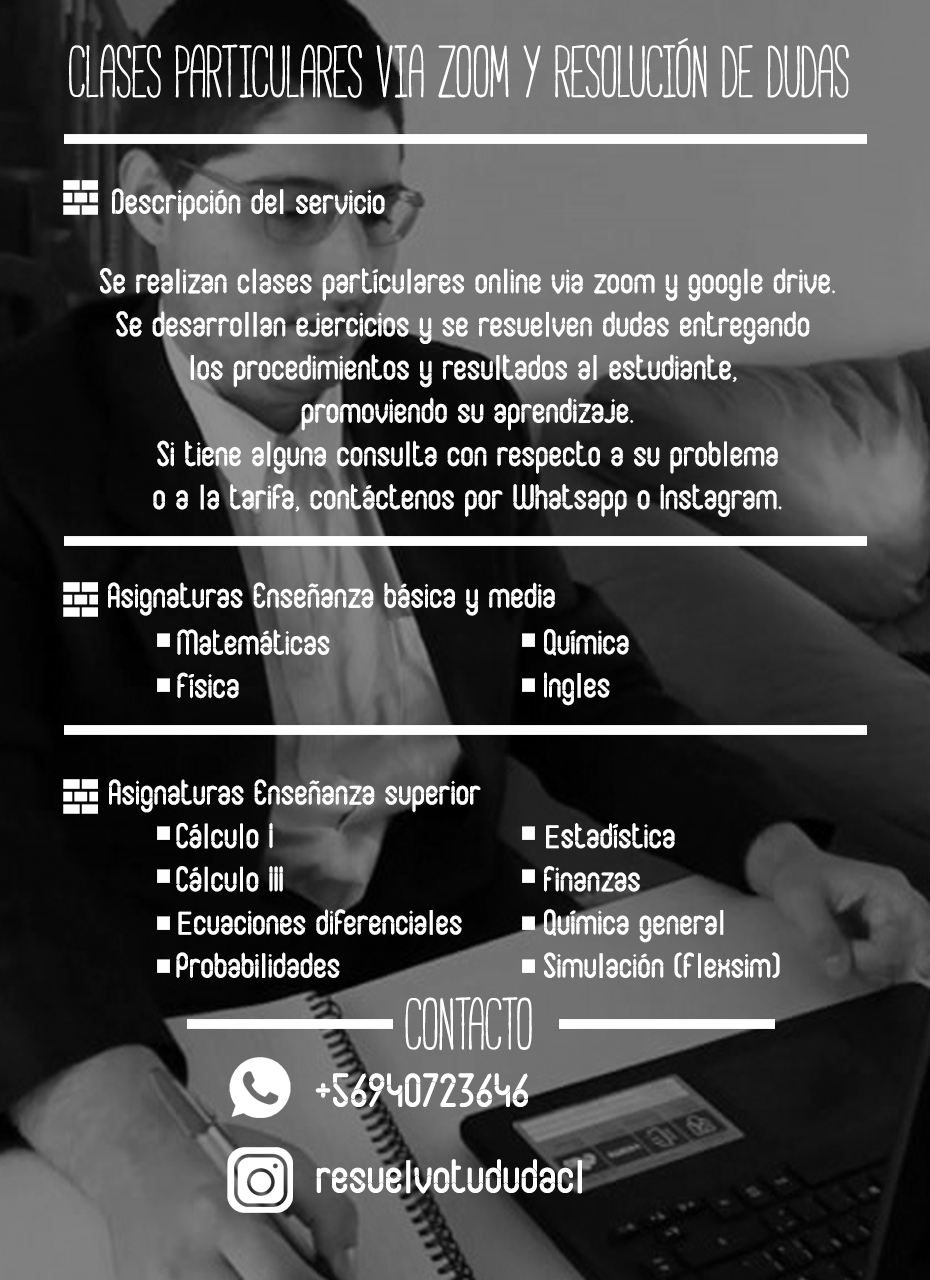 CLASES PARTICULARES VIA ZOOM Y RESOLUCIÓN DE DUDAS
Descripción del servicio
Se realizan clases partículares online via zoom y google drive.
Se desarrollan ejercicios y se resuelven dudas entregando
los procedimientos y resultados al estudiante,
promoviendo su aprendizaje.
Si tiene alguna consulta con respecto a su problema
o a la tarifa, contáctenos por Whatsapp o Instagram.
Asignaturas Enseñanza básica y media
Matemáticas
Química
Física
Ingles
Asignaturas Enseñanza superior
Cálculo I
Estadística
Cálculo III
Finanzas
Ecuaciones diferenciales
Química general
Probabilidades
Simulación (Flexsim)
CONTACTO
+56940723646
resuelvotududacl